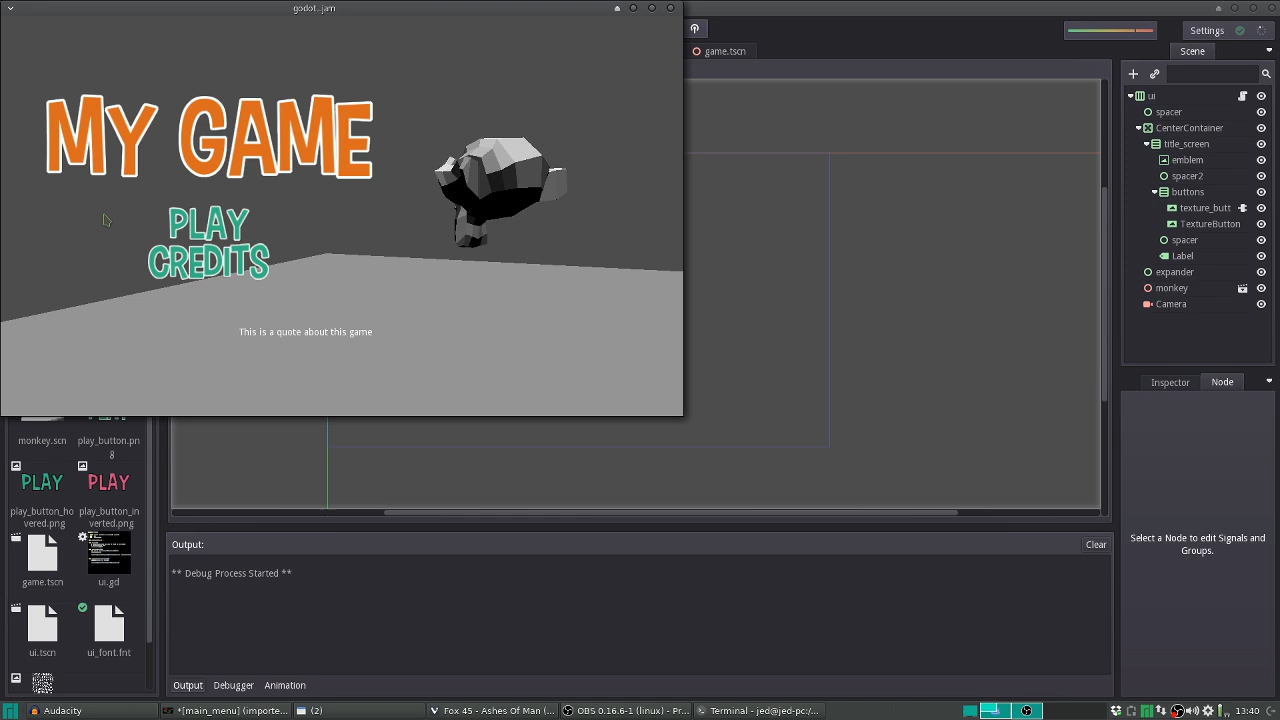 godot_jam
MY GAME
PLAY
CREDITS
This is a quote about this game
game.tscn
Settings
Scene
ui
spacer
CenterContainer
title_screen
emblem
spacer2
buttons
texture_butt
TextureButton
spacer
Label
expander
monkey
Camera
Inspector
Node
Select a Node to edit Signals and
Groups.
monkey.scn
play_button.pn
g
PLAY
PLAY
play_button_ho
vered.png
play_button_in
verted.png
game.tscn
ui.gd
ui.tscn
ui_font.fnt
Output:
Clear
** Debug Process Started **
Output
Debugger
Animation
Audacity
*[main_menu] (importe...
(2)
Fox 45 - Ashes Of Man (...
OBS 0.16.6-1 (linux) - Pr...
Terminal - jed@jed-pc:/...
13:40